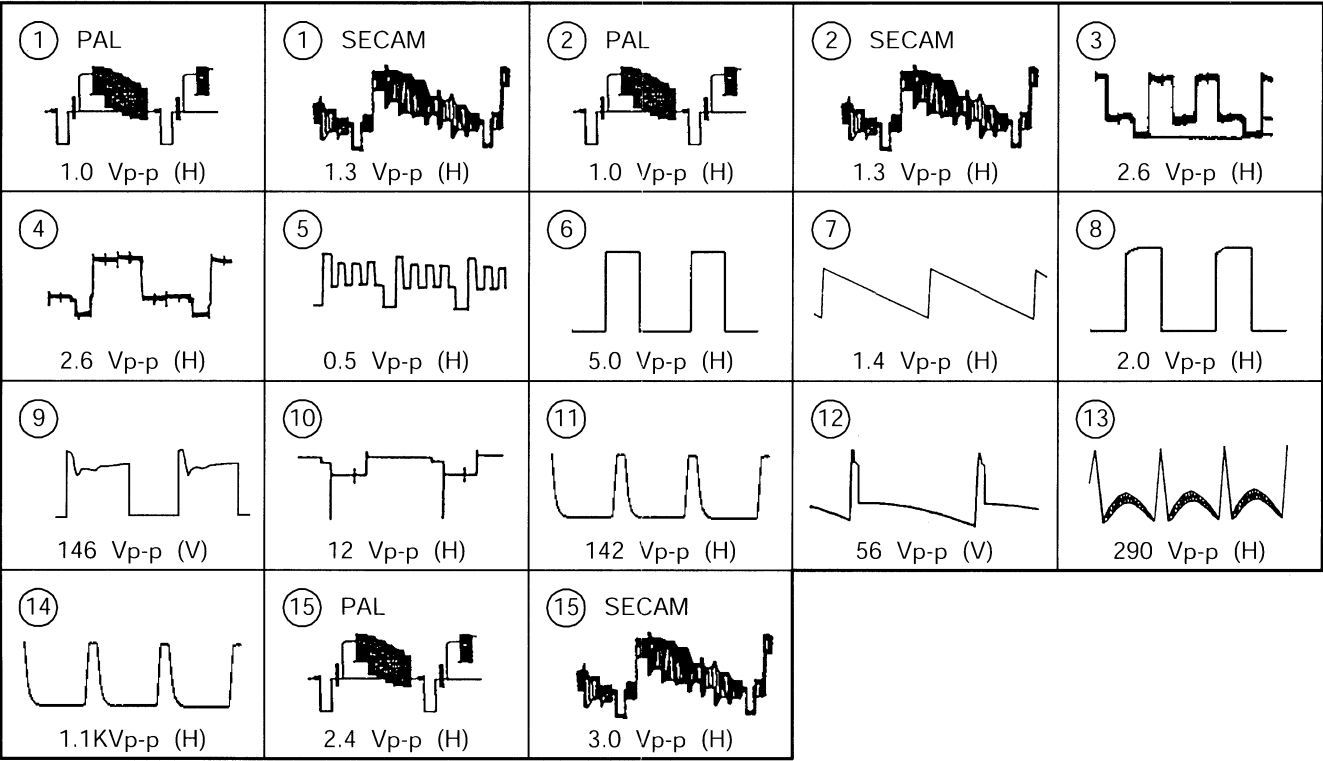 ① PAL
1.0 Vp-p (H)
① SECAM
1.3 Vp-p (H)
② PAL
1.0 Vp-p (H)
② SECAM
1.3 Vp-p (H)
③
2.6 Vp-p (H)
④
2.6 Vp-p (H)
⑤
0.5 Vp-p (H)
⑥
5.0 Vp-p (H)
⑦
1.4 Vp-p (H)
⑧
2.0 Vp-p (H)
⑨
146 Vp-p (V)
⑩
12 Vp-p (H)
⑪
142 Vp-p (H)
⑫
56 Vp-p (V)
⑬
290 Vp-p (H)
⑭
1.1KVp-p (H)
⑮ PAL
2.4 Vp-p (H)
⑮ SECAM
3.0 Vp-p (H)